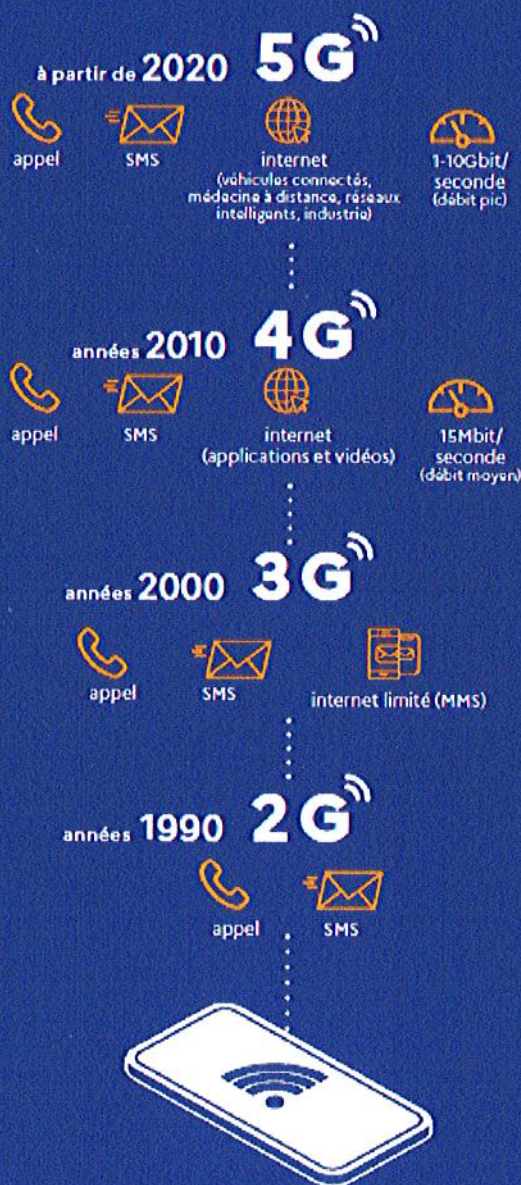 à partir de 2020 5G
appel
SMS
internet
(véhicules connectés,
médecine à distance, réseaux
intelligents, industrie)
1-10Gbit/
seconde
(débit pic)
années 2010 4G
appel
SMS
internet
(applications et vidéos)
15Mbit/
seconde
(débit moyen)
années 2000 3G
appel
SMS
internet limité (MMS)
années 1990 2G
appel
SMS